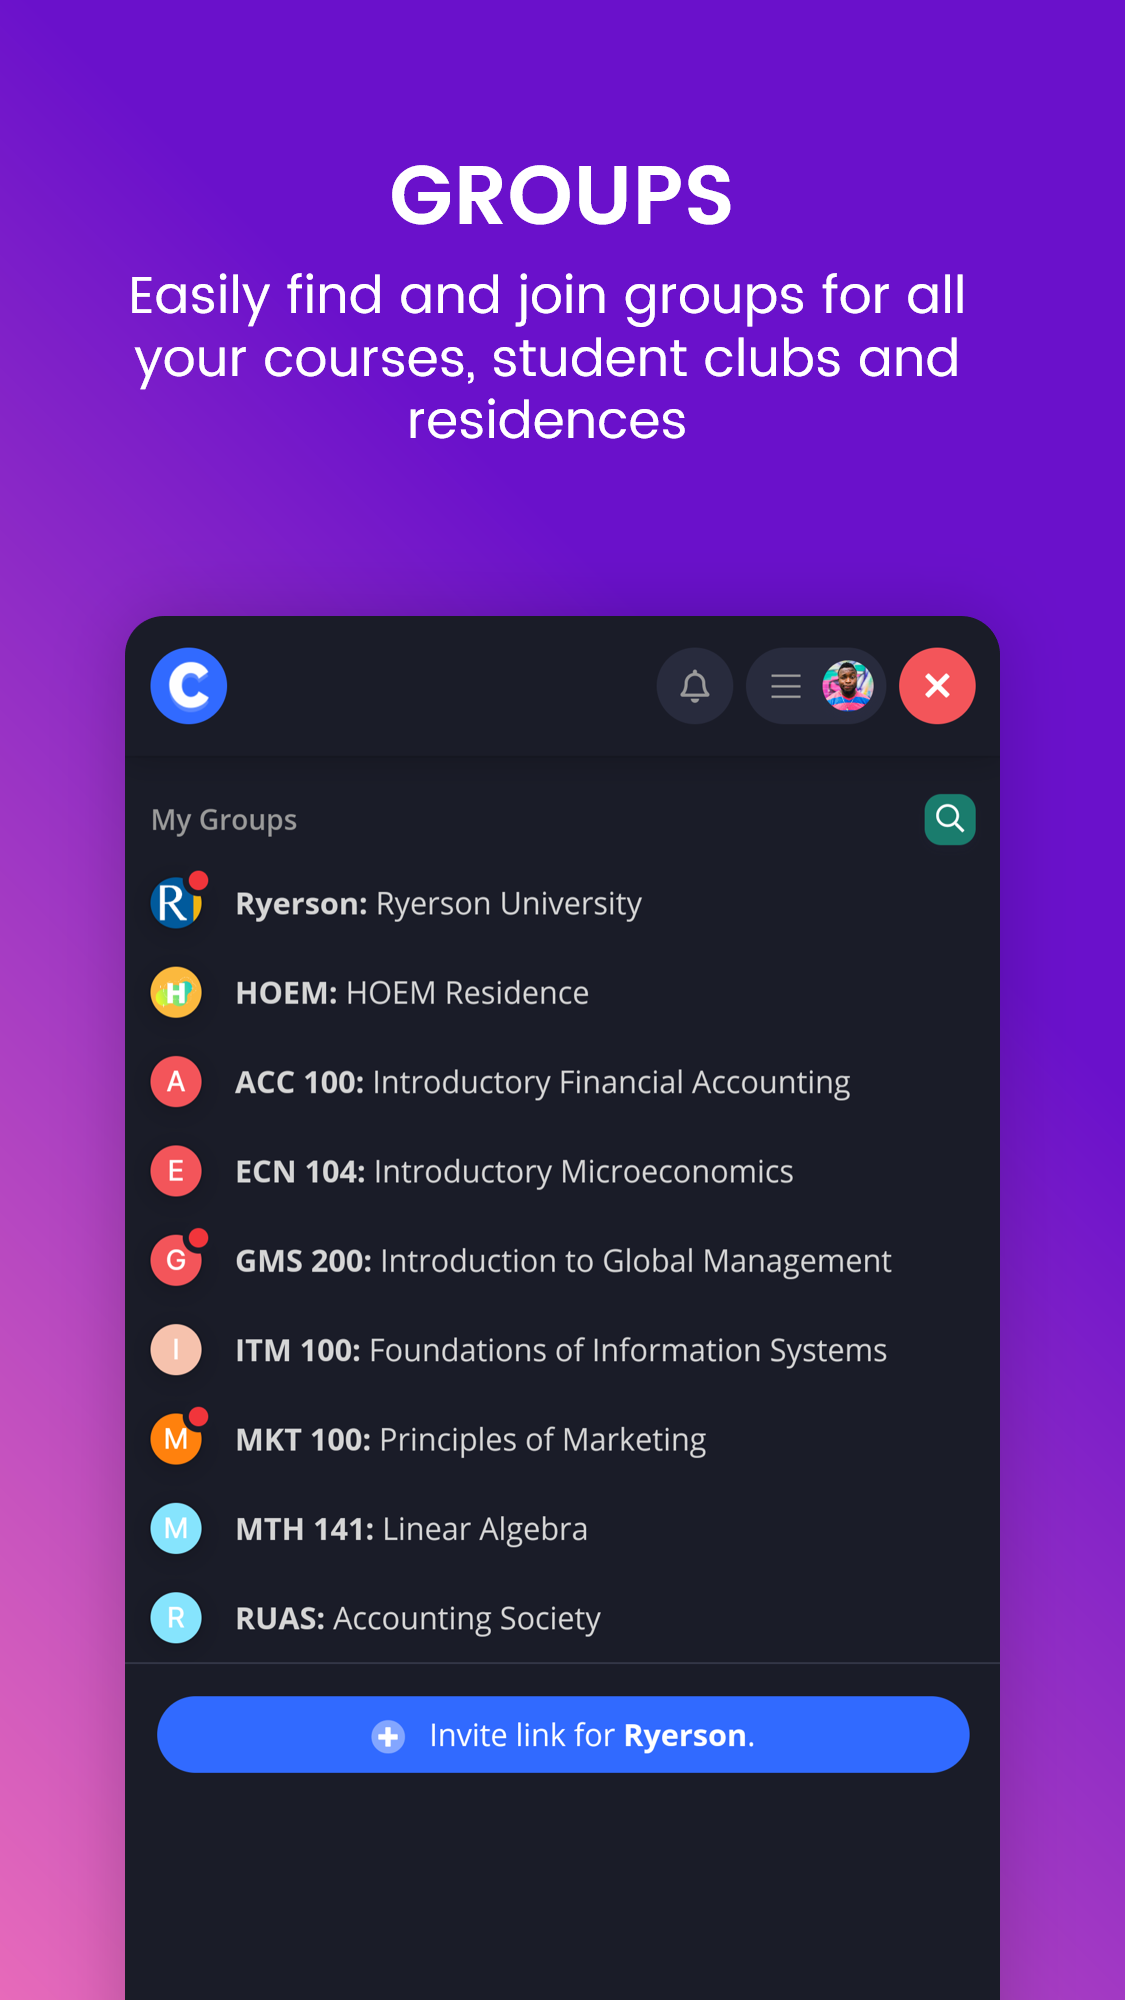 GROUPS
Easily find and join groups for all
your courses, student clubs and
residences
C
My Groups
R Ryerson: Ryerson University
H HOEM: HOEM Residence
A ACC 100: Introductory Financial Accounting
E ECN 104: Introductory Microeconomics
G GMS 200: Introduction to Global Management
I ITM 100: Foundations of Information Systems
M MKT 100: Principles of Marketing
M MTH 141: Linear Algebra
R RUAS: Accounting Society
Invite link for Ryerson.